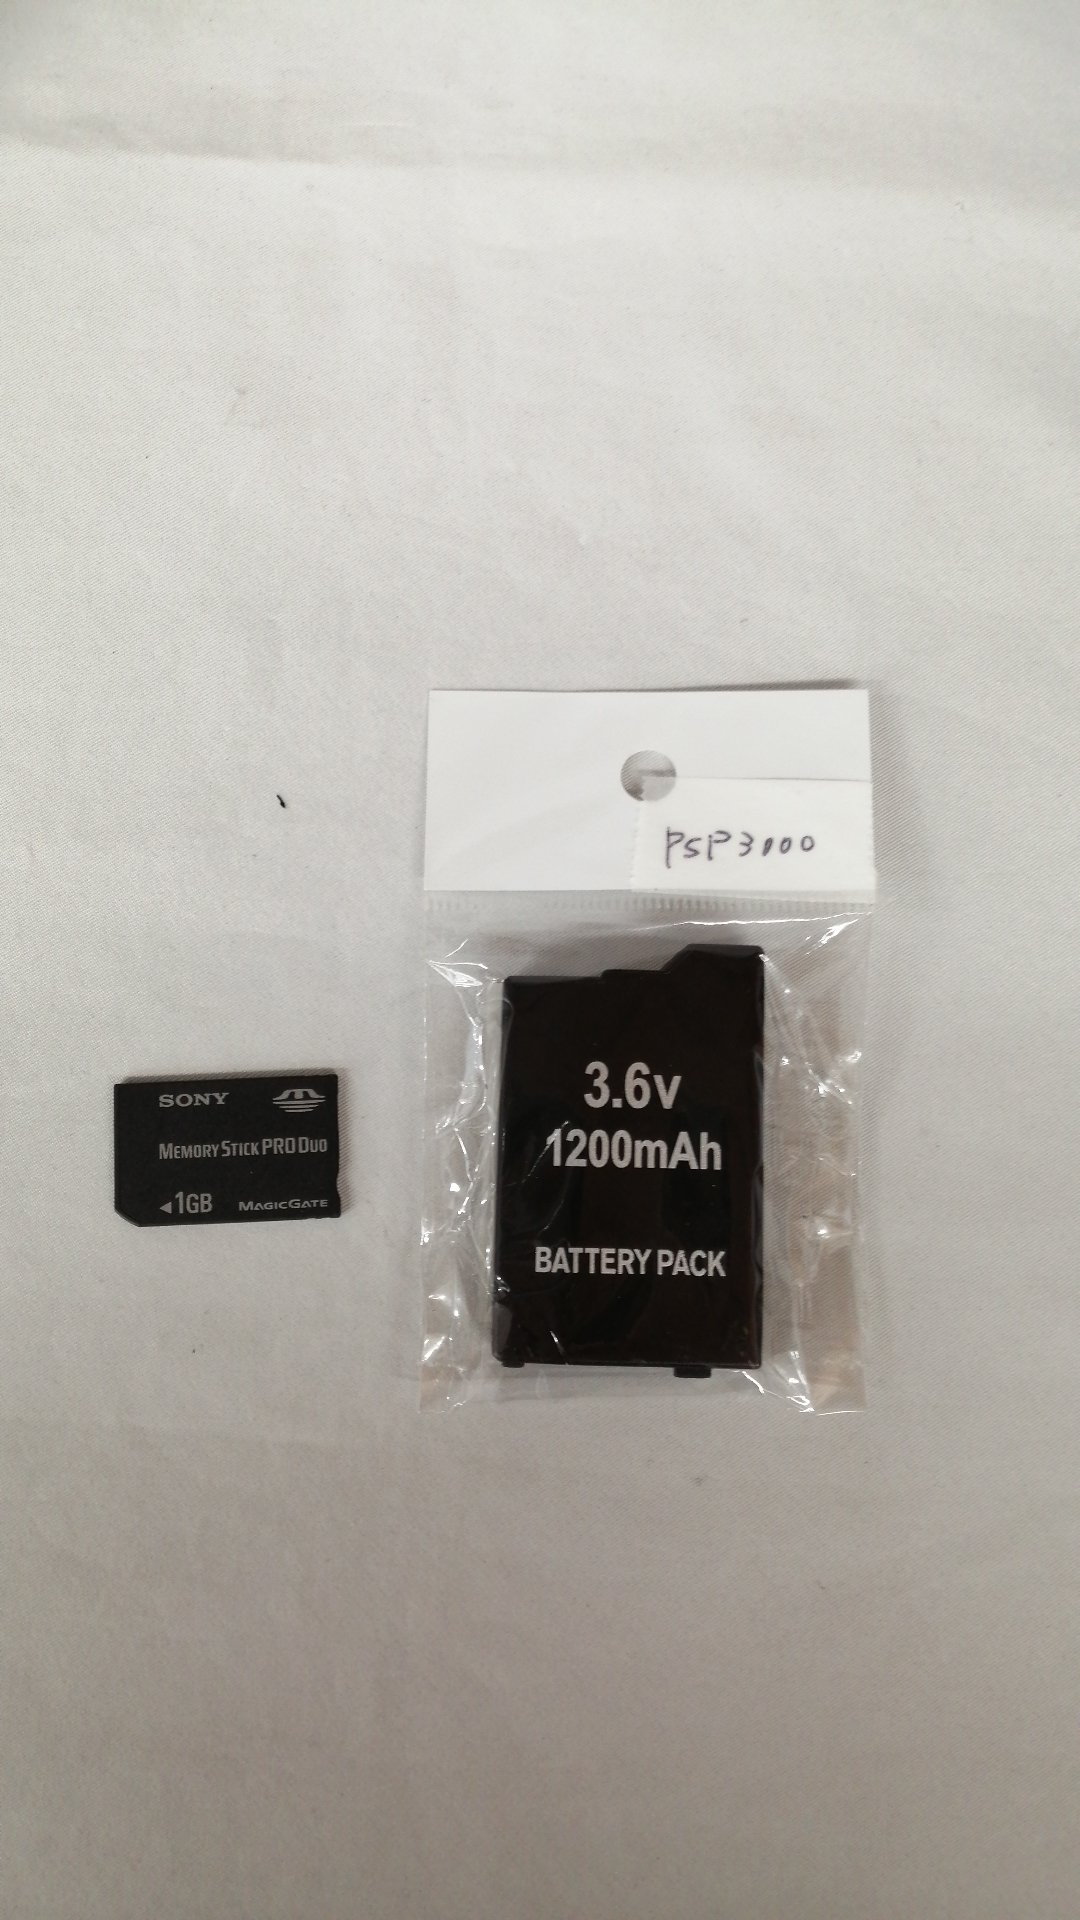 SONY
MEMORY STICK PRO DUO
◄1GB MAGICGATE
PSP3000
3.6v
1200mAh
BATTERY PACK